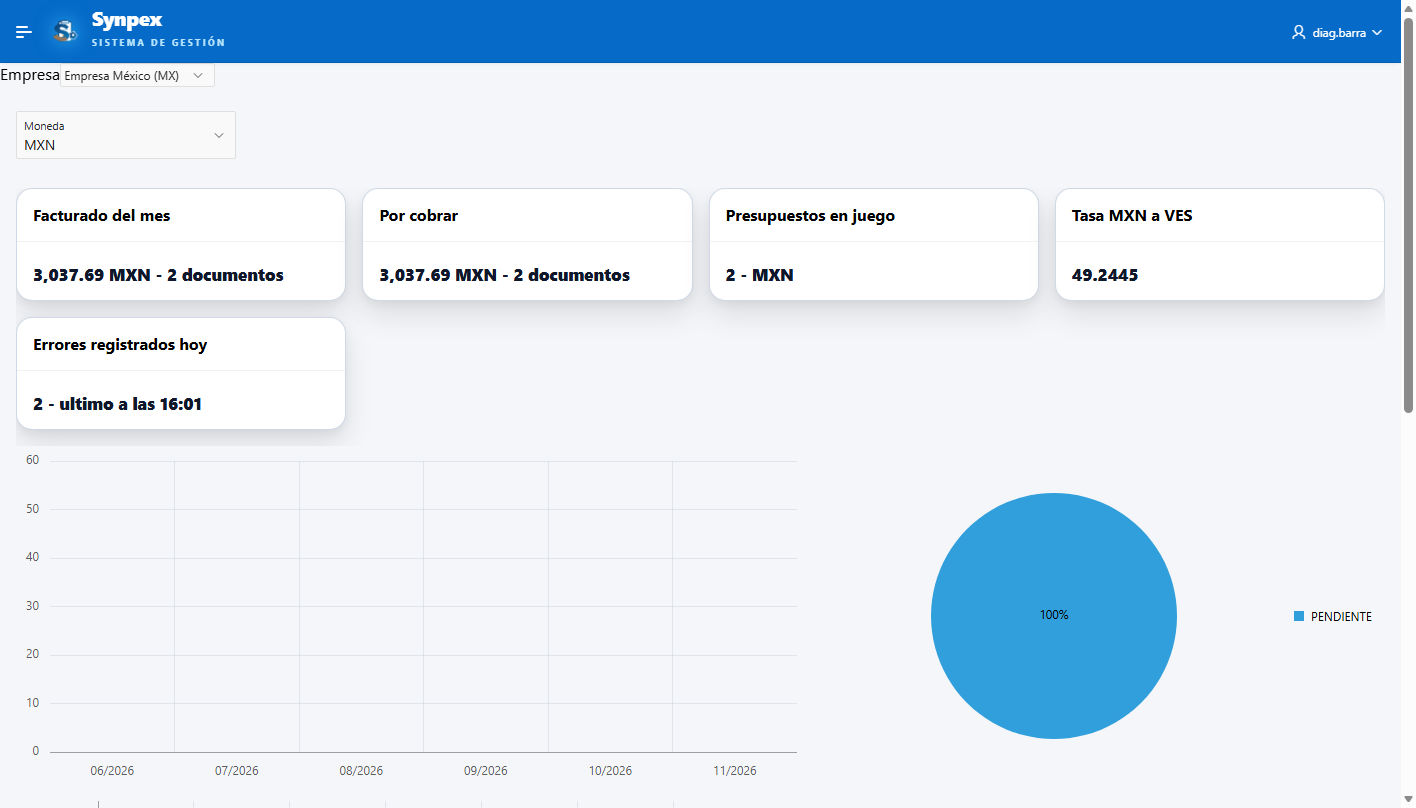 Synpex
SISTEMA DE GESTIÓN
diag.barra
Empresa Empresa México (MX)
Moneda
MXN
Facturado del mes
3,037.69 MXN - 2 documentos
Por cobrar
3,037.69 MXN - 2 documentos
Presupuestos en juego
2 - MXN
Tasa MXN a VES
49.2445
Errores registrados hoy
2 - ultimo a las 16:01
60
50
40
30
20
10
0
06/2026 07/2026 08/2026 09/2026 10/2026 11/2026
100%
PENDIENTE